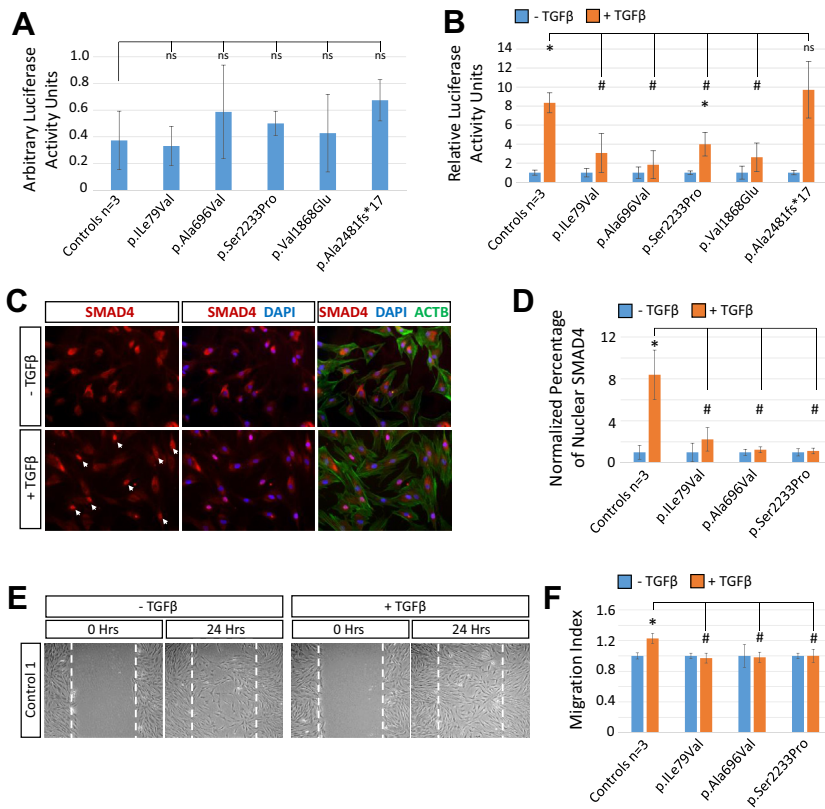 A
Arbitrary Luciferase
Activity Units
1.0
0.8
0.6
0.4
0.2
0
ns
ns
ns
ns
ns
Controls n=3
p.ILe79Val
p.Ala696Val
p.Ser2233Pro
p.Val1868Glu
p.Ala2481fs*17
B
- TGFβ
+ TGFβ
Relative Luciferase
Activity Units
14
12
10
8
6
4
2
0
*
#
#
#
*
#
ns
Controls n=3
p.ILe79Val
p.Ala696Val
p.Ser2233Pro
p.Val1868Glu
p.Ala2481fs*17
C
SMAD4
SMAD4 DAPI
SMAD4 DAPI ACTB
- TGFβ
+ TGFβ
D
- TGFβ
+ TGFβ
Normalized Percentage
of Nuclear SMAD4
12
8
4
0
*
#
#
#
Controls n=3
p.ILe79Val
p.Ala696Val
p.Ser2233Pro
E
- TGFβ
+ TGFβ
0 Hrs
24 Hrs
0 Hrs
24 Hrs
Control 1
F
- TGFβ
+ TGFβ
Migration Index
1.6
1.2
0.8
0.4
0
*
#
#
#
Controls n=3
p.ILe79Val
p.Ala696Val
p.Ser2233Pro